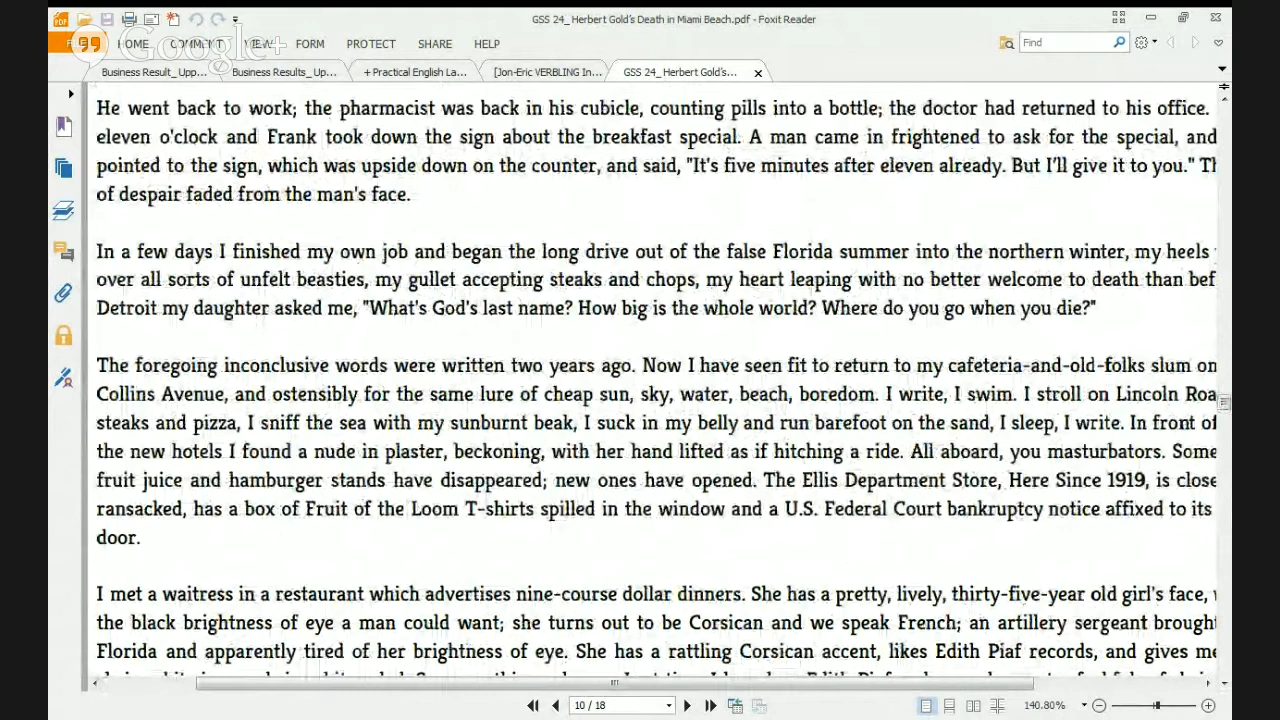 GSS 24_ Herbert Gold's Death in Miami Beach.pdf - Foxit Reader
Google+
HOME COMMENT VIEW FORM PROTECT SHARE HELP
Find
Business Result_Upp... Business Results_Up... + Practical English La... [Jon-Eric VERBLING In... GSS 24_ Herbert Gold's...
He went back to work; the pharmacist was back in his cubicle, counting pills into a bottle; the doctor had returned to his office.
eleven o'clock and Frank took down the sign about the breakfast special. A man came in frightened to ask for the special, and
pointed to the sign, which was upside down on the counter, and said, "It's five minutes after eleven already. But I'll give it to you."
of despair faded from the man's face.
In a few days I finished my own job and began the long drive out of the false Florida summer into the northern winter, my heels
over all sorts of unfelt beasties, my gullet accepting steaks and chops, my heart leaping with no better welcome to death than bef
Detroit my daughter asked me, "What's God's last name? How big is the whole world? Where do you go when you die?"
The foregoing inconclusive words were written two years ago. Now I have seen fit to return to my cafeteria-and-old-folks slum on
Collins Avenue, and ostensibly for the same lure of cheap sun, sky, water, beach, boredom. I write, I swim. I stroll on Lincoln Roa
steaks and pizza, I sniff the sea with my sunburnt beak, I suck in my belly and run barefoot on the sand, I sleep, I write. In front of
the new hotels I found a nude in plaster, beckoning, with her hand lifted as if hitching a ride. All aboard, you masturbators. Some
fruit juice and hamburger stands have disappeared; new ones have opened. The Ellis Department Store, Here Since 1919, is close
ransacked, has a box of Fruit of the Loom T-shirts spilled in the window and a U.S. Federal Court bankruptcy notice affixed to its
door.
I met a waitress in a restaurant which advertises nine-course dollar dinners. She has a pretty, lively, thirty-five-year old girl's face,
the black brightness of eye a man could want; she turns out to be Corsican and we speak French; an artillery sergeant brought
Florida and apparently tired of her brightness of eye. She has a rattling Corsican accent, likes Edith Piaf records, and gives me
10 / 18
140.80%